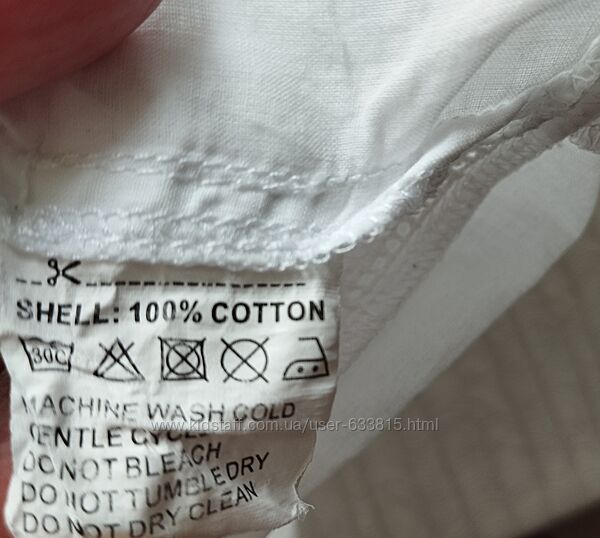 SHELL: 100% COTTON
30C
MACHINE WASH COLD
www.kidstaff.com.ua/user-633815.html
GENTLE CYCLE
DO NOT BLEACH
DO NOT TUMBLE DRY
DO NOT DRY CLEAN